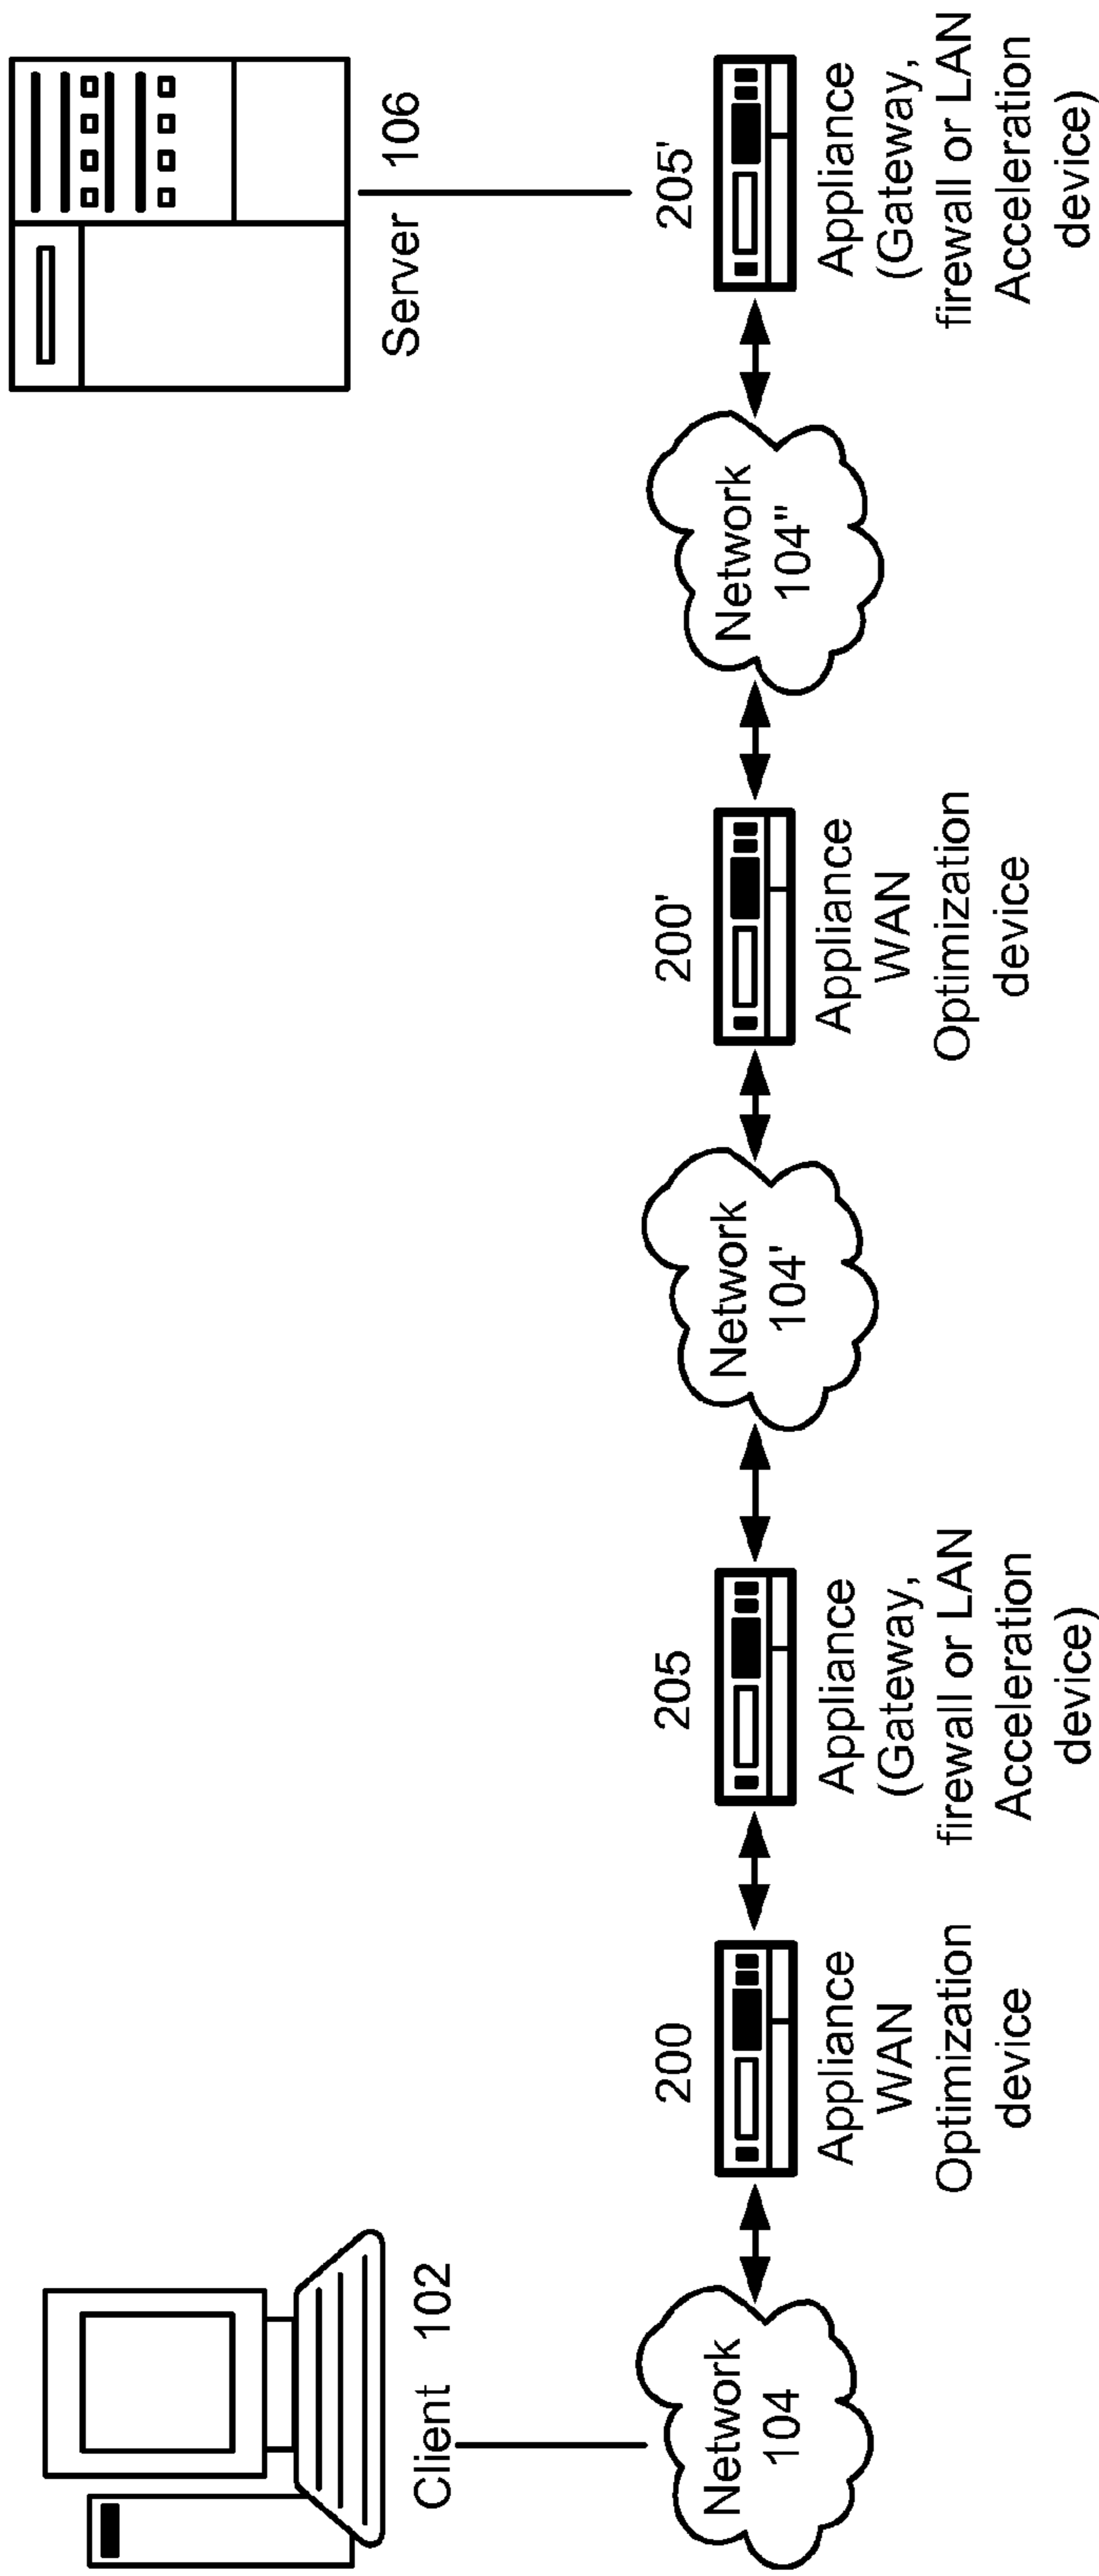 Client 102
Server 106
Network
104
200
Appliance
WAN
Optimization
device
205
Appliance
(Gateway,
firewall or LAN
Acceleration
device)
Network
104'
200'
Appliance
WAN
Optimization
device
Network
104"
205'
Appliance
(Gateway,
firewall or LAN
Acceleration
device)